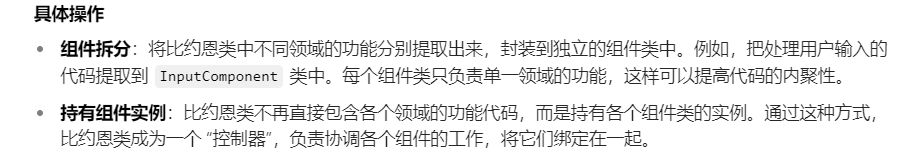 具体操作
• 组件拆分：将比约恩类中不同领域的功能分别提取出来，封装到独立的组件类中。例如，把处理用户输入的
代码提取到 InputComponent 类中。每个组件类只负责单一领域的功能，这样可以提高代码的内聚性。
• 持有组件实例：比约恩类不再直接包含各个领域的功能代码，而是持有各个组件类的实例。通过这种方式，
比约恩类成为一个 “控制器”，负责协调各个组件的工作，将它们绑定在一起。